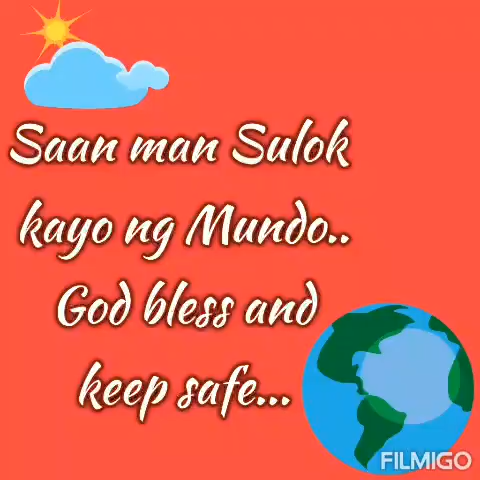 Saan man Sulok
kayo ng Mundo..
God bless and
keep safe...
FILMIGO